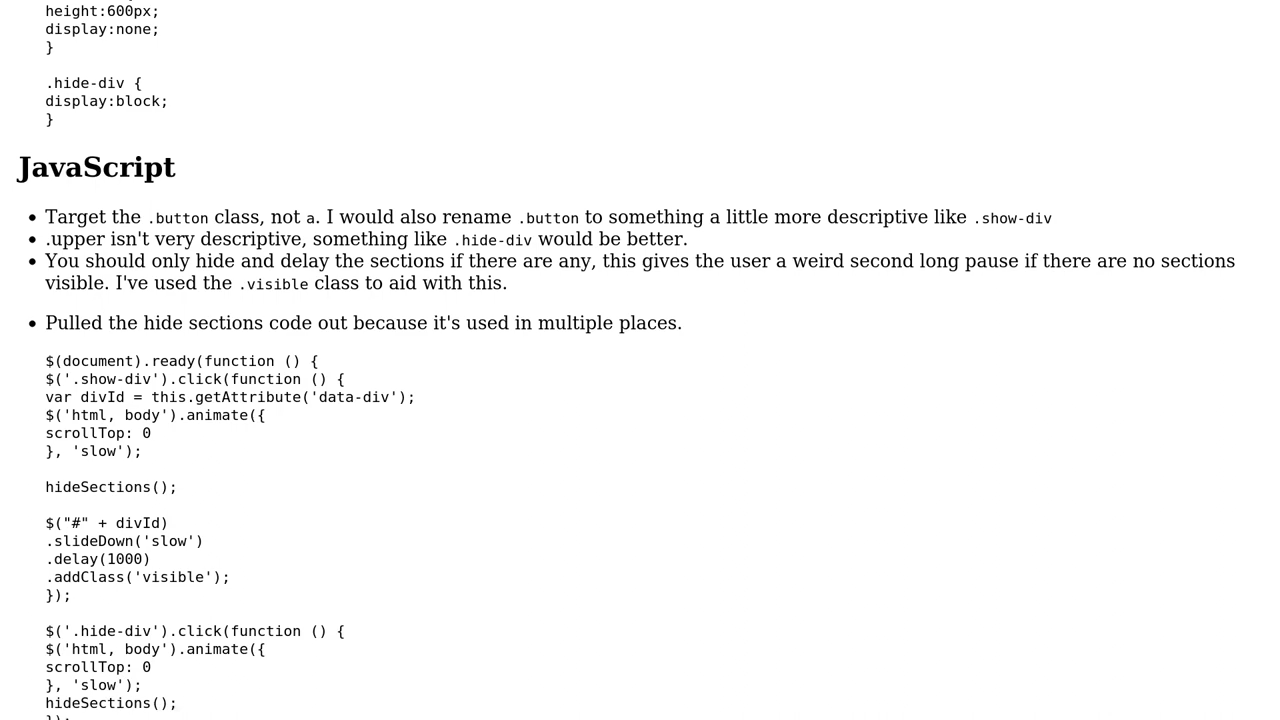 height:600px;
display:none;
}
.hide-div {
display:block;
}
JavaScript
• Target the .button class, not a. I would also rename .button to something a little more descriptive like .show-div
• .upper isn't very descriptive, something like .hide-div would be better.
• You should only hide and delay the sections if there are any, this gives the user a weird second long pause if there are no sections
visible. I've used the .visible class to aid with this.
• Pulled the hide sections code out because it's used in multiple places.
$(document).ready(function () {
$('.show-div').click(function () {
var divId = this.getAttribute('data-div');
$('html, body').animate({
scrollTop: 0
}, 'slow');
hideSections();
$("#" + divId)
.slideDown('slow')
.delay(1000)
.addClass('visible');
});
$('.hide-div').click(function () {
$('html, body').animate({
scrollTop: 0
}, 'slow');
hideSections();
});